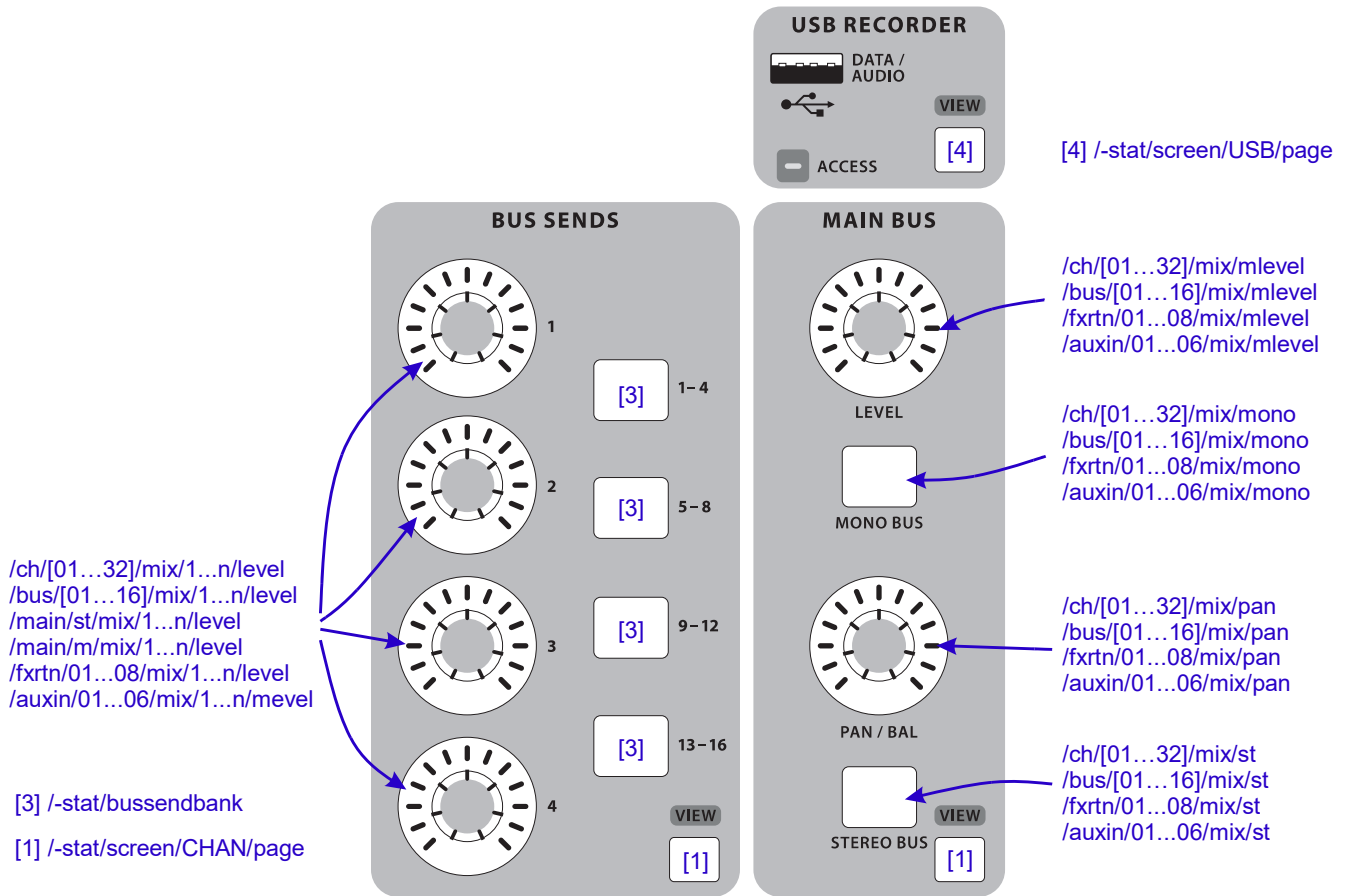 USB RECORDER
DATA /
AUDIO
VIEW
[4]
ACCESS
[4] /-stat/screen/USB/page
BUS SENDS
1
[3]
1–4
2
[3]
5–8
3
[3]
9–12
[3]
13–16
4
VIEW
[1]
/ch/[01…32]/mix/1...n/level
/bus/[01…16]/mix/1...n/level
/main/st/mix/1...n/level
/main/m/mix/1...n/level
/fxrtn/01...08/mix/1...n/level
/auxin/01...06/mix/1...n/mevel
[3] /-stat/bussendbank
[1] /-stat/screen/CHAN/page
MAIN BUS
LEVEL
MONO BUS
PAN / BAL
STEREO BUS
VIEW
[1]
/ch/[01…32]/mix/mlevel
/bus/[01…16]/mix/mlevel
/fxrtn/01...08/mix/mlevel
/auxin/01...06/mix/mlevel
/ch/[01…32]/mix/mono
/bus/[01…16]/mix/mono
/fxrtn/01...08/mix/mono
/auxin/01...06/mix/mono
/ch/[01…32]/mix/pan
/bus/[01…16]/mix/pan
/fxrtn/01...08/mix/pan
/auxin/01...06/mix/pan
/ch/[01…32]/mix/st
/bus/[01…16]/mix/st
/fxrtn/01...08/mix/st
/auxin/01...06/mix/st